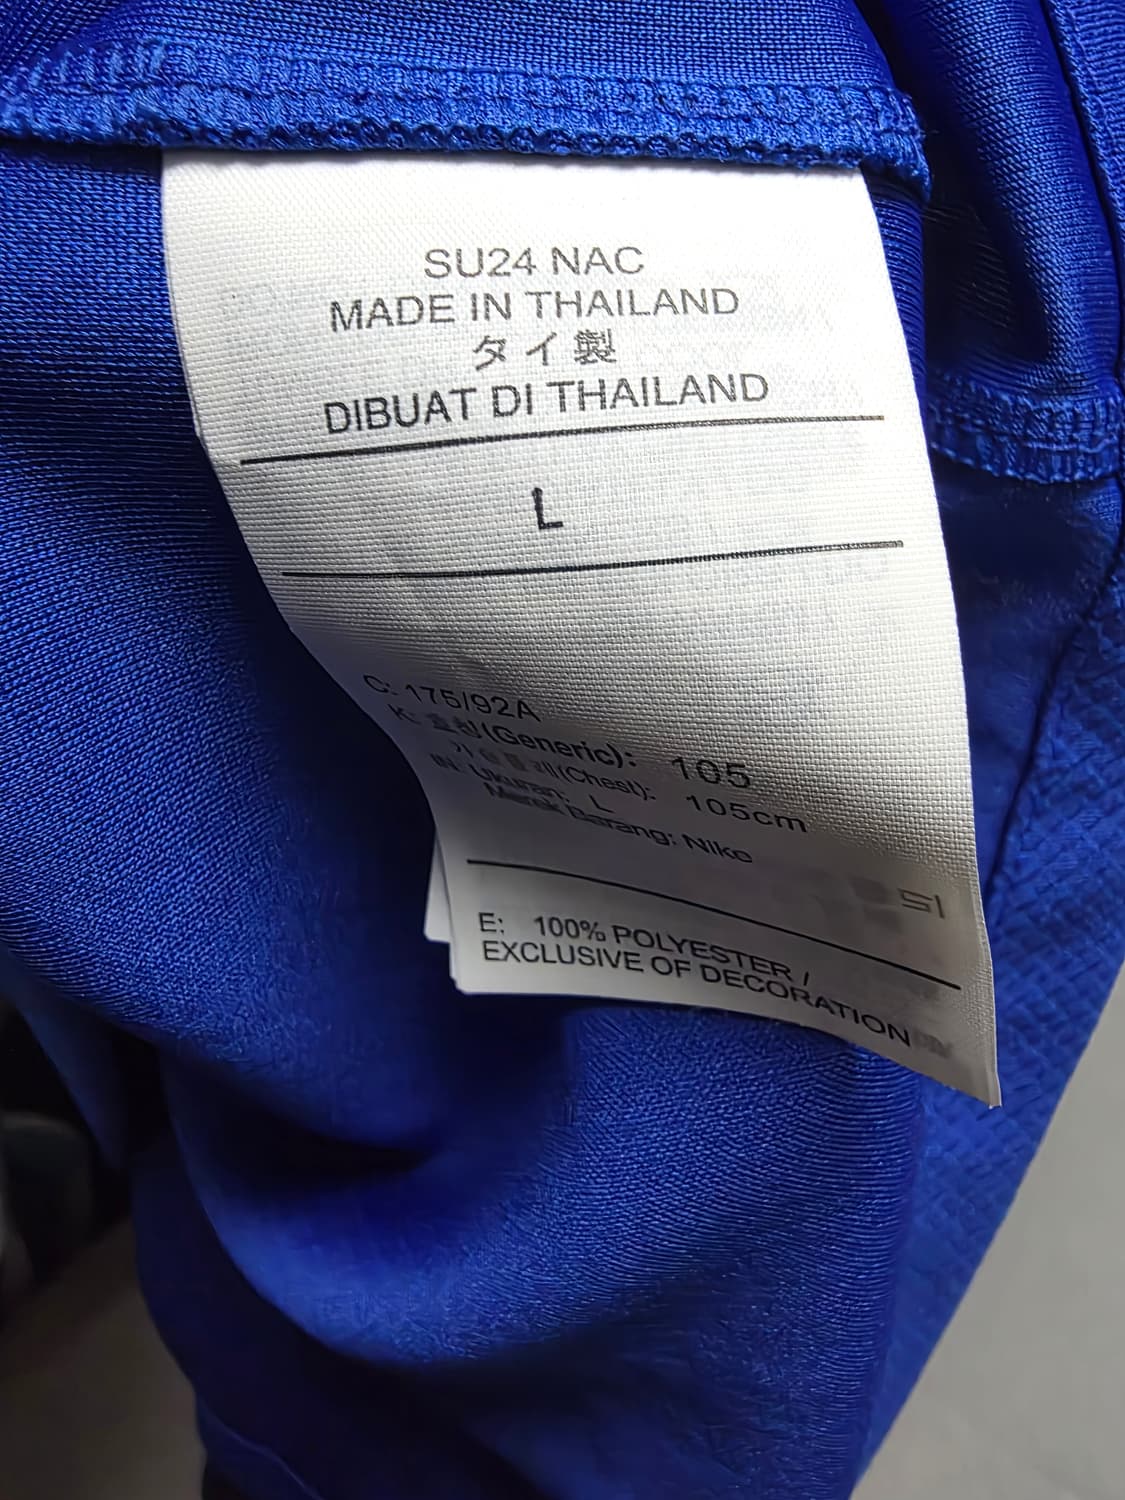 SU24 NAC
MADE IN THAILAND
タイ製
DIBUAT DI THAILAND
L
C: 175/92A
K: (Generic): 105
(Chest): 105cm
IN: Ukuran: L
Merek Barang: Nike
E: 100% POLYESTER /
EXCLUSIVE OF DECORATION